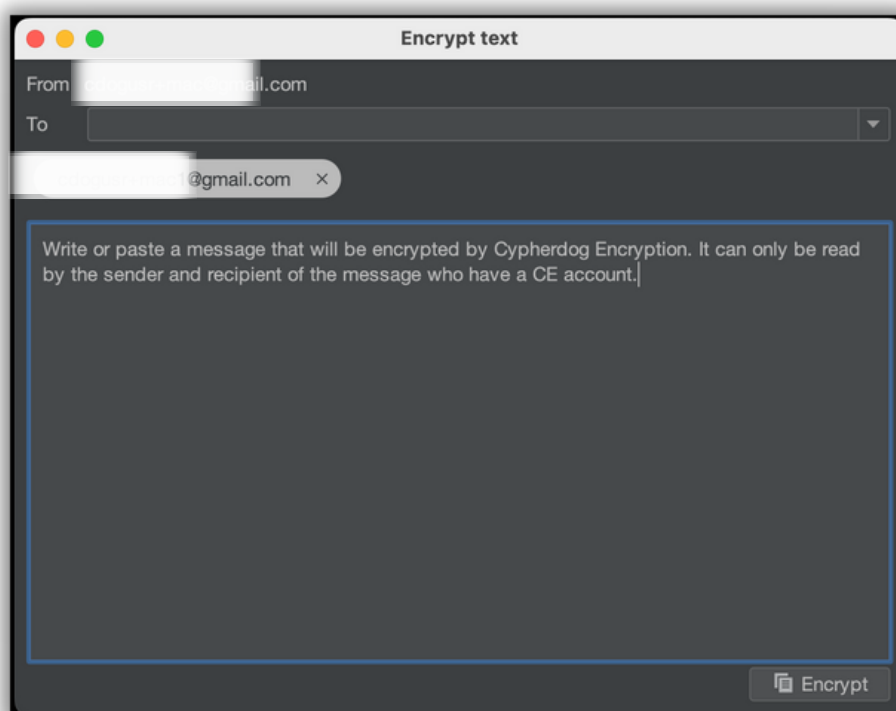 Encrypt text
From ail.com
To
@gmail.com ×
Write or paste a message that will be encrypted by Cypherdog Encryption. It can only be read
by the sender and recipient of the message who have a CE account.
Encrypt